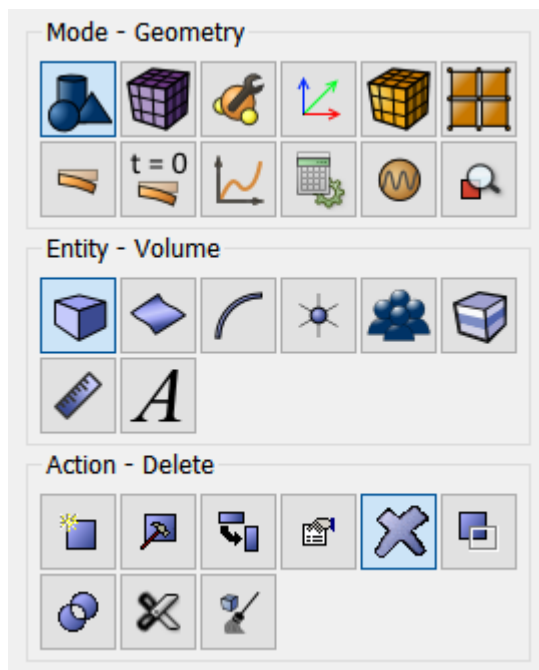 Mode - Geometry
t = 0
Entity - Volume
A
Action - Delete